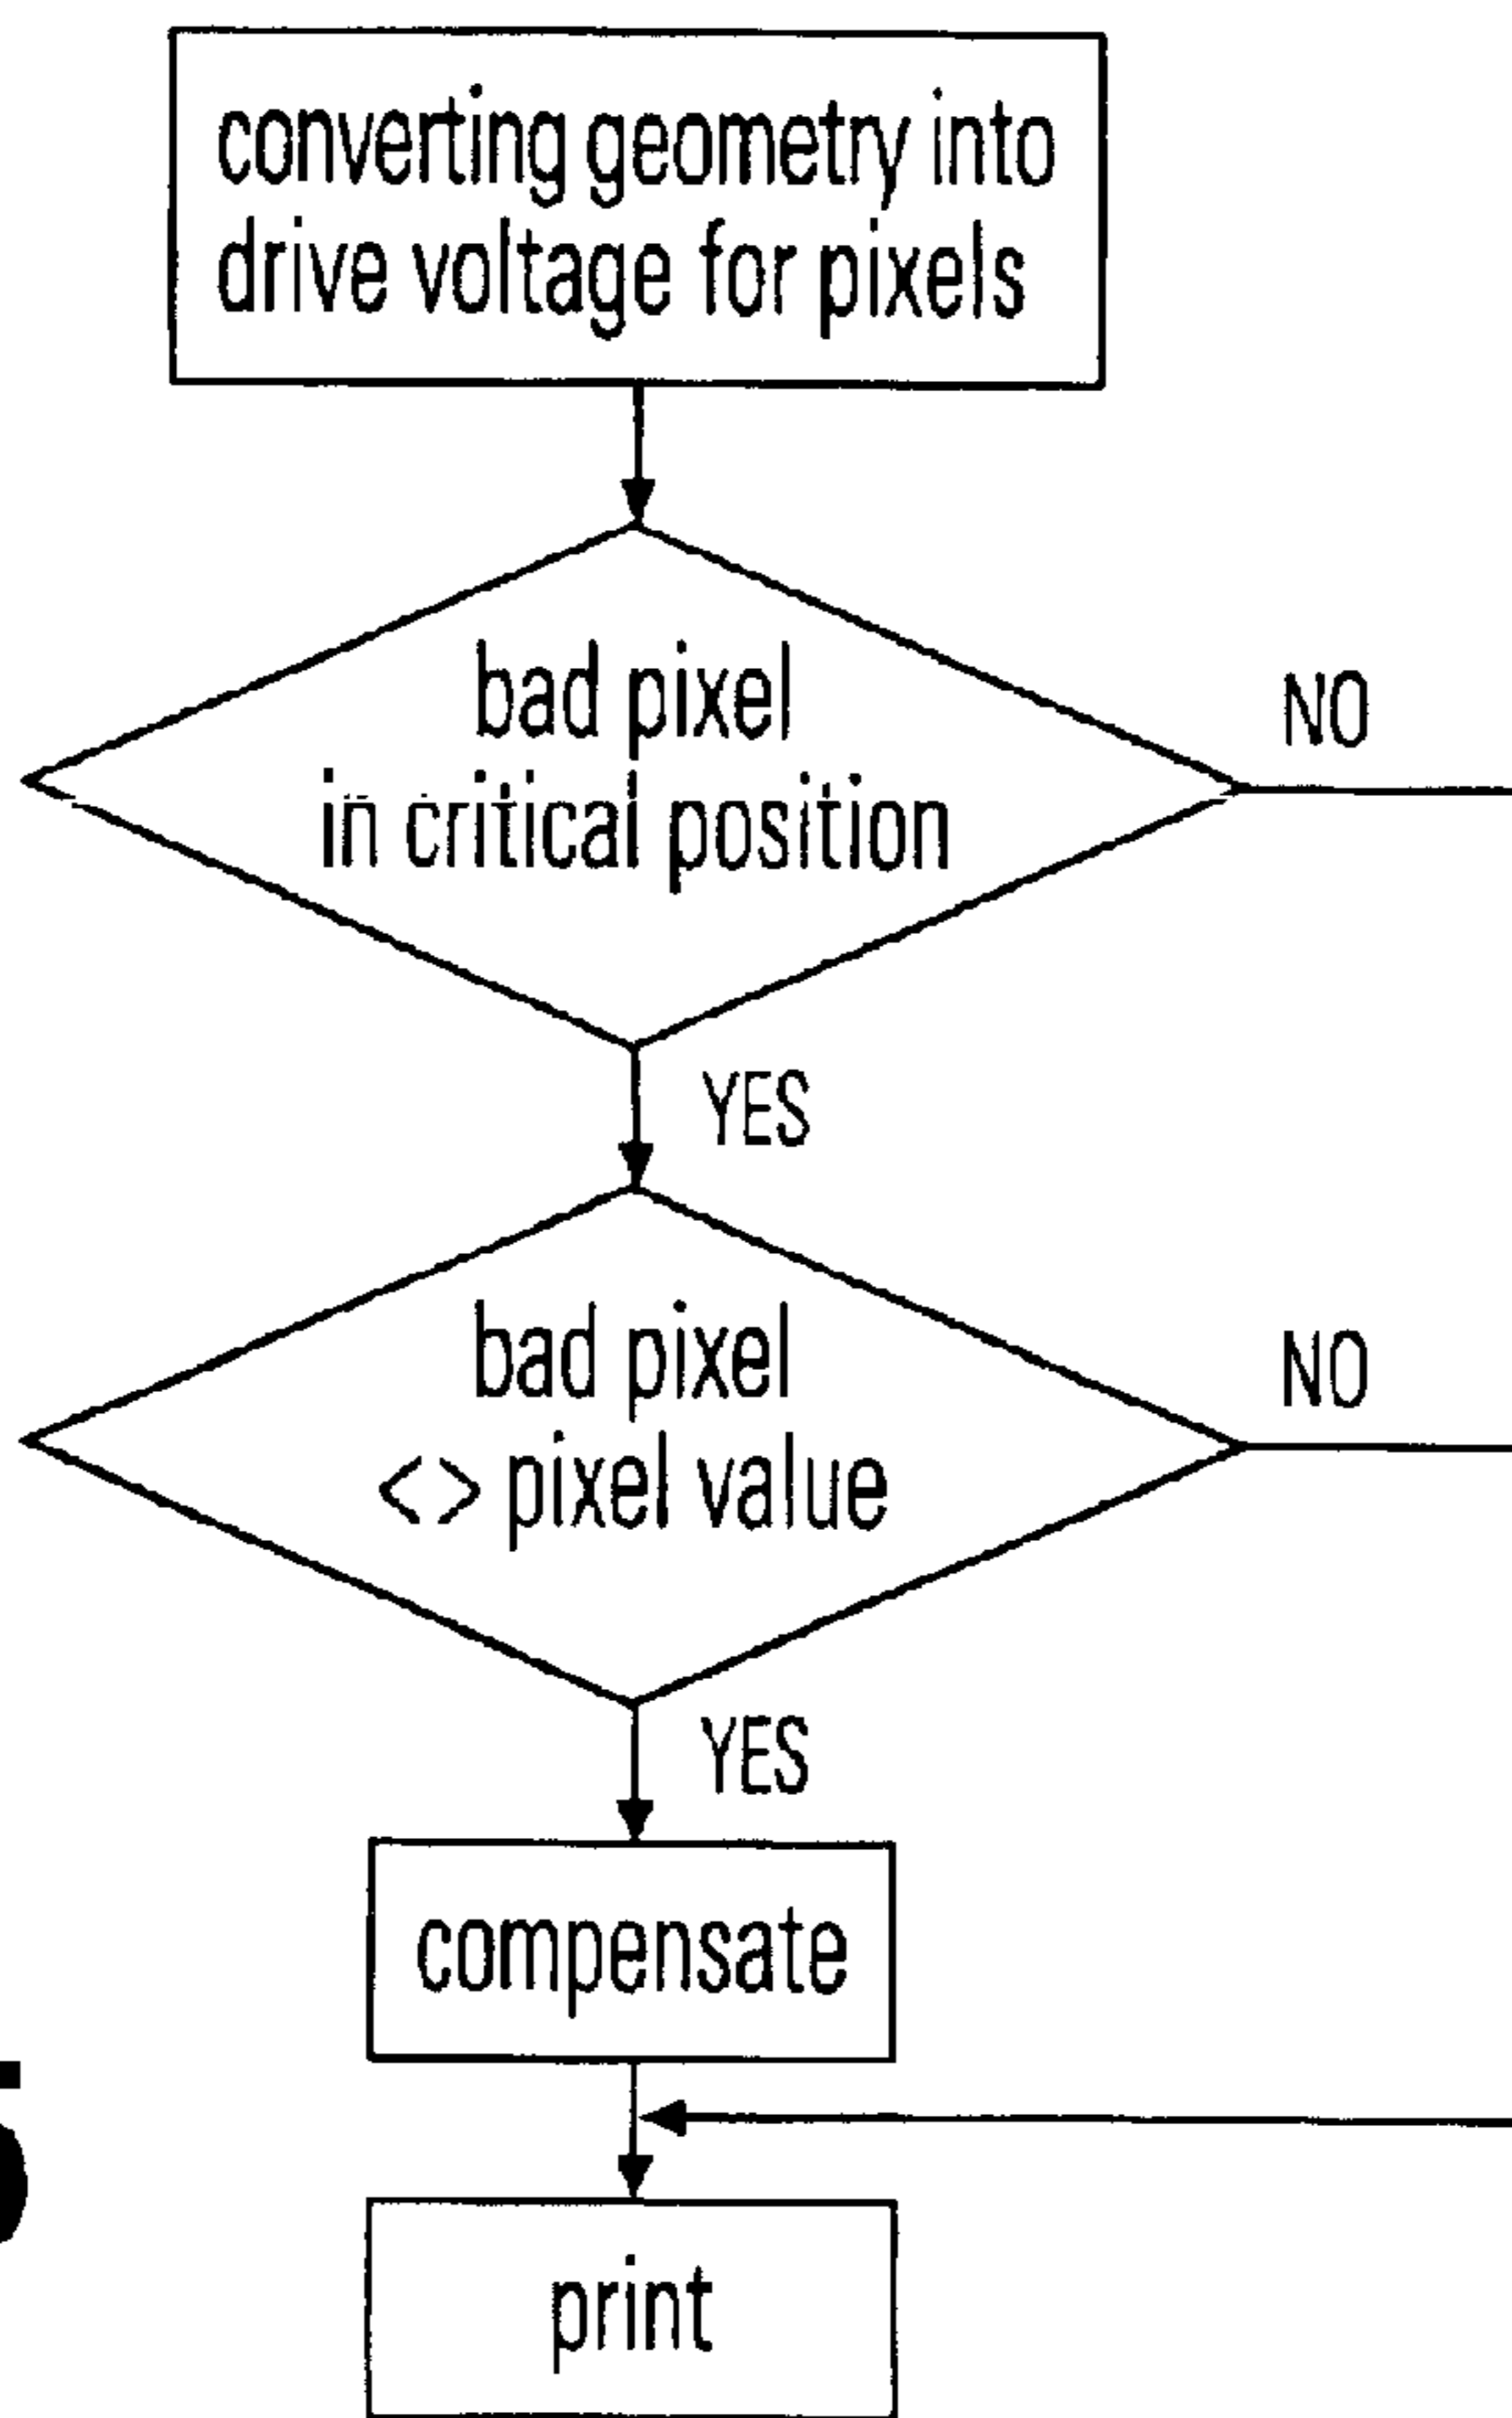 converting geometry into
drive voltage for pixels
bad pixel
in critical position
NO
YES
bad pixel
<> pixel value
NO
YES
compensate
print